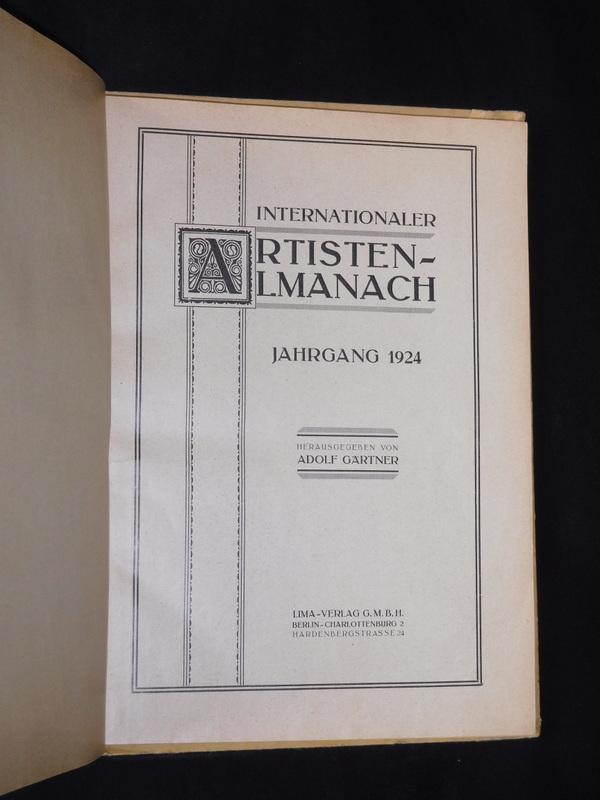 INTERNATIONALER
ARTISTEN-
ALMANACH
JAHRGANG 1924
HERAUSGEGEBEN VON
ADOLF GÄRTNER
LIMA-VERLAG G.M.B.H.
BERLIN-CHARLOTTENBURG 2
HARDENBERGSTRASSE 24